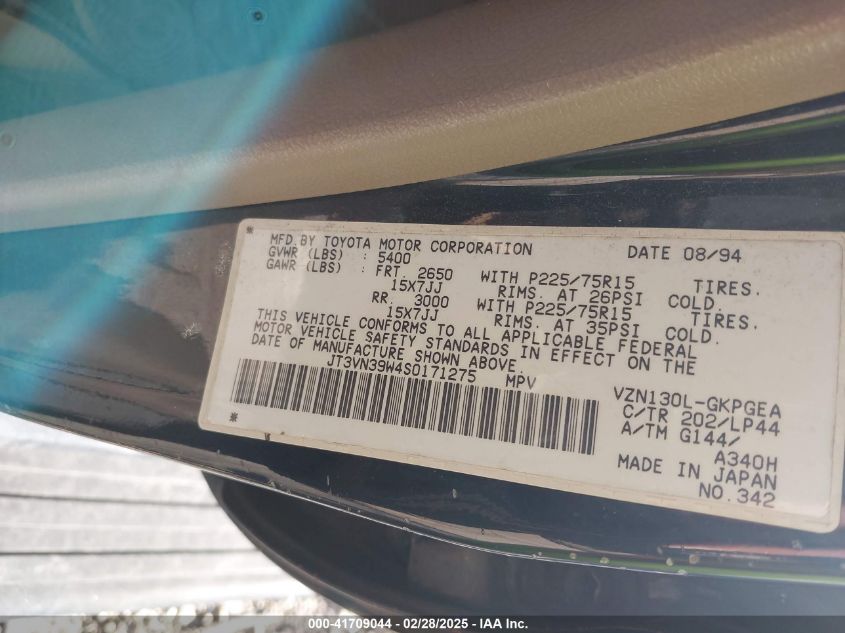 MFD.BY TOYOTA MOTOR CORPORATION DATE 08/94
GVWR (LBS) : 5400
GAWR (LBS) : FRT. 2650 WITH P225/75R15 TIRES.
15X7JJ RIMS. AT 26PSI COLD.
RR. 3000 WITH P225/75R15 TIRES.
15X7JJ RIMS. AT 35PSI COLD.
THIS VEHICLE CONFORMS TO ALL APPLICABLE FEDERAL
MOTOR VEHICLE SAFETY STANDARDS IN EFFECT ON THE
DATE OF MANUFACTURE SHOWN ABOVE.
JT3VN39W4S0171275 MPV
VZN130L-GKPGEA
C/TR 202/LP44
A/TM G144/
A340H
MADE IN JAPAN
NO.342
000-41709044 / 02/28/2025 - IAA Inc.